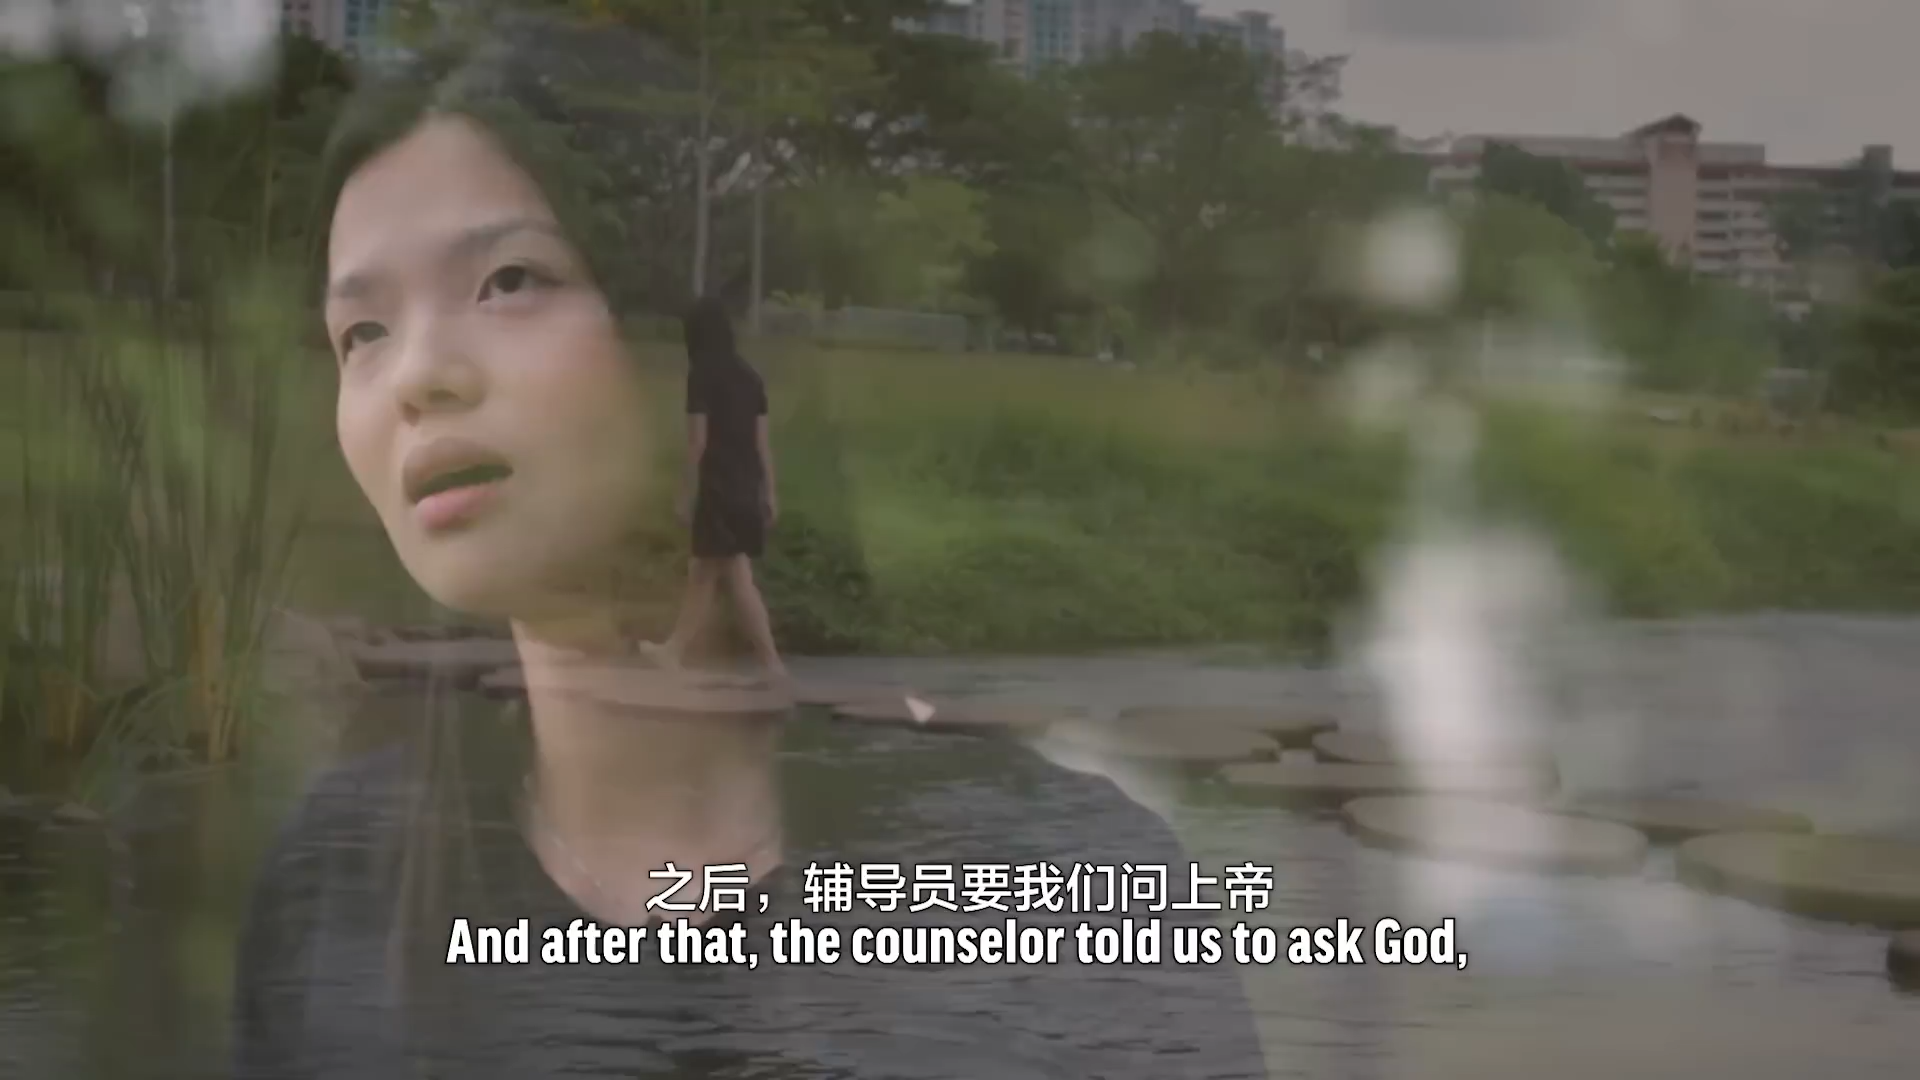 之后，辅导员要我们问上帝
And after that, the counselor told us to ask God,